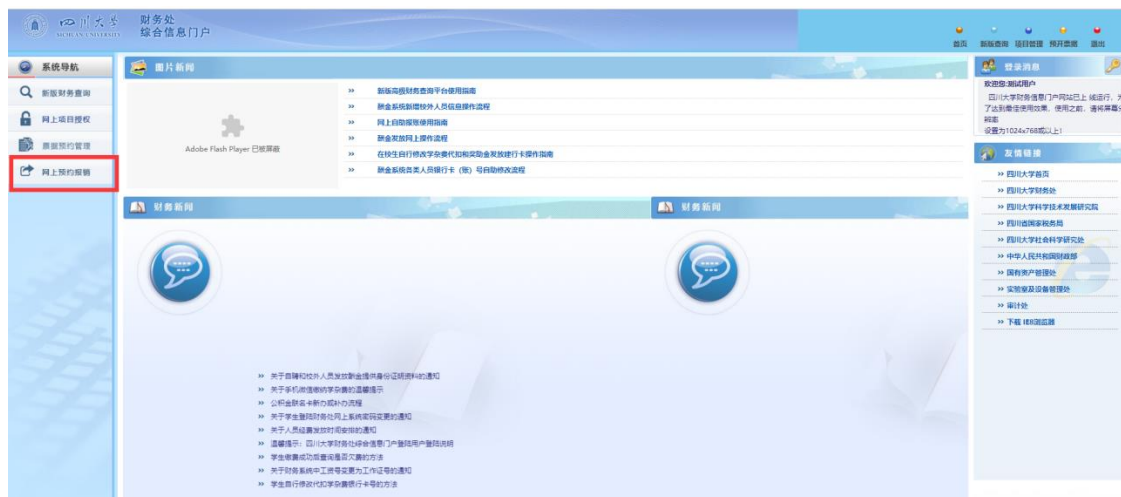 四川大学
SICHUAN UNIVERSITY
财务处
综合信息门户
首页
新版查询
项目管理
预开票据
退出
系统导航
新版财务查询
网上项目授权
票据预约管理
网上预约报销
图片新闻
Adobe Flash Player 已被屏蔽
»新版高级财务查询平台使用指南
»酬金系统新增校外人员信息操作流程
»网上自助报账使用指南
»酬金发放网上操作流程
»在校生自行修改学杂费代扣和奖助金发放建行卡操作指南
»酬金系统各类人员银行卡（账）号自助修改流程
财务新闻
财务新闻
»关于自聘和校外人员发放酬金提供身份证明资料的通知
»关于手机微信缴纳学杂费的温馨提示
»公积金联名卡新办或补办流程
»关于学生登陆财务处网上系统密码变更的通知
»关于人员经费发放时间安排的通知
»温馨提示：四川大学财务处综合信息门户登陆用户登陆说明
»学生缴费成功后查询是否欠费的方法
»关于财务系统中工资号变更为工作证号的通知
»学生自行修改代扣学杂费银行卡号的方法
登录消息
欢迎您:测试用户
四川大学财务信息门户网站已上 线运行，为
了达到最佳使用效果，使用之前，请将屏幕分
辨率
设置为1024x768或以上!
友情链接
»四川大学首页
»四川大学财务处
»四川大学科学技术发展研究院
»四川省国家税务局
»四川大学社会科学研究处
»中华人民共和国财政部
»国有资产管理处
»实验室及设备管理处
»审计处
»下载 IE8浏览器